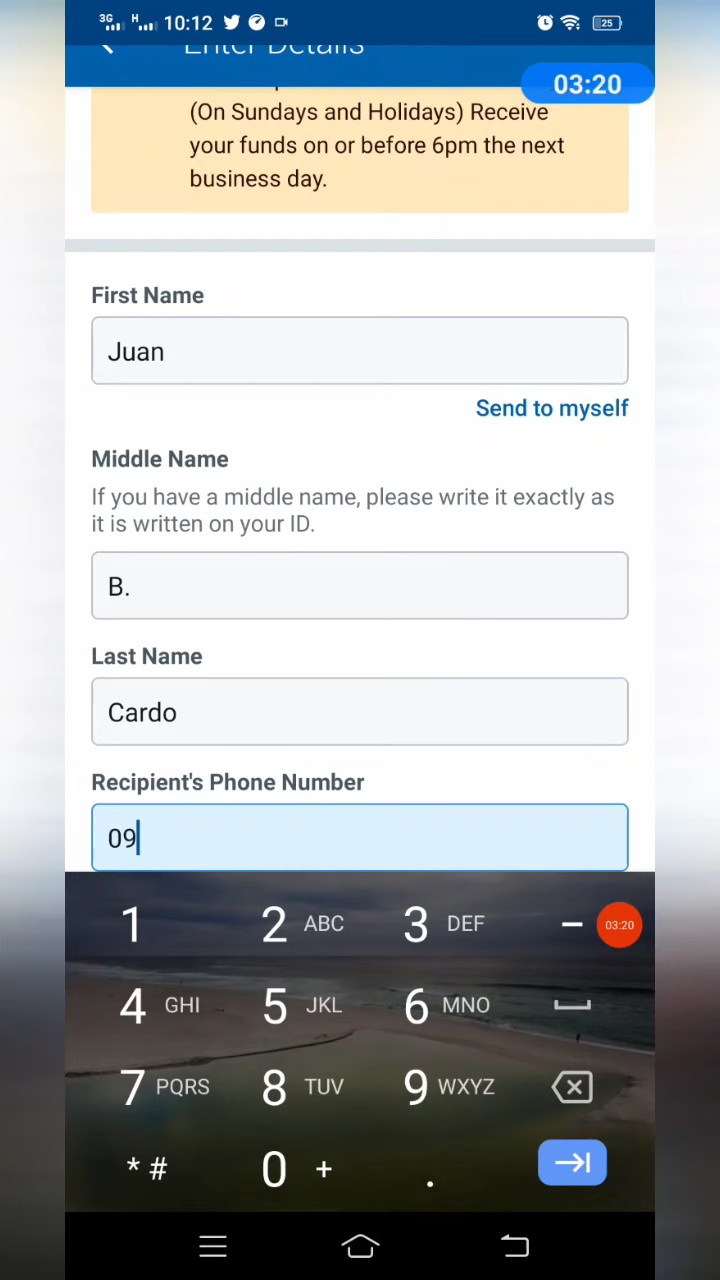 3G H 10:12 25
Enter Details
03:20
(On Sundays and Holidays) Receive
your funds on or before 6pm the next
business day.
First Name
Juan
Send to myself
Middle Name
If you have a middle name, please write it exactly as
it is written on your ID.
B.
Last Name
Cardo
Recipient's Phone Number
09
1 2 ABC 3 DEF –
03:20
4 GHI 5 JKL 6 MNO
7 PQRS 8 TUV 9 WXYZ
* # 0 + .